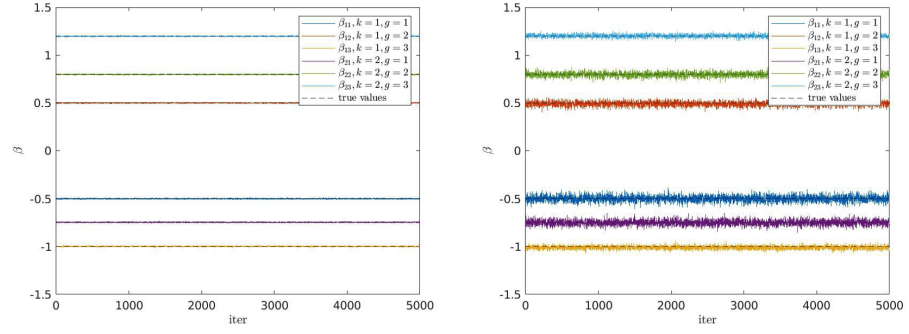 1.5
1
0.5
0
-0.5
-1
-1.5
β
0 1000 2000 3000 4000 5000
iter
β₁₁, k = 1, g = 1
β₁₂, k = 1, g = 2
β₁₃, k = 1, g = 3
β₂₁, k = 2, g = 1
β₂₂, k = 2, g = 2
β₂₃, k = 2, g = 3
true values
1.5
1
0.5
0
-0.5
-1
-1.5
β
0 1000 2000 3000 4000 5000
iter
β₁₁, k = 1, g = 1
β₁₂, k = 1, g = 2
β₁₃, k = 1, g = 3
β₂₁, k = 2, g = 1
β₂₂, k = 2, g = 2
β₂₃, k = 2, g = 3
true values